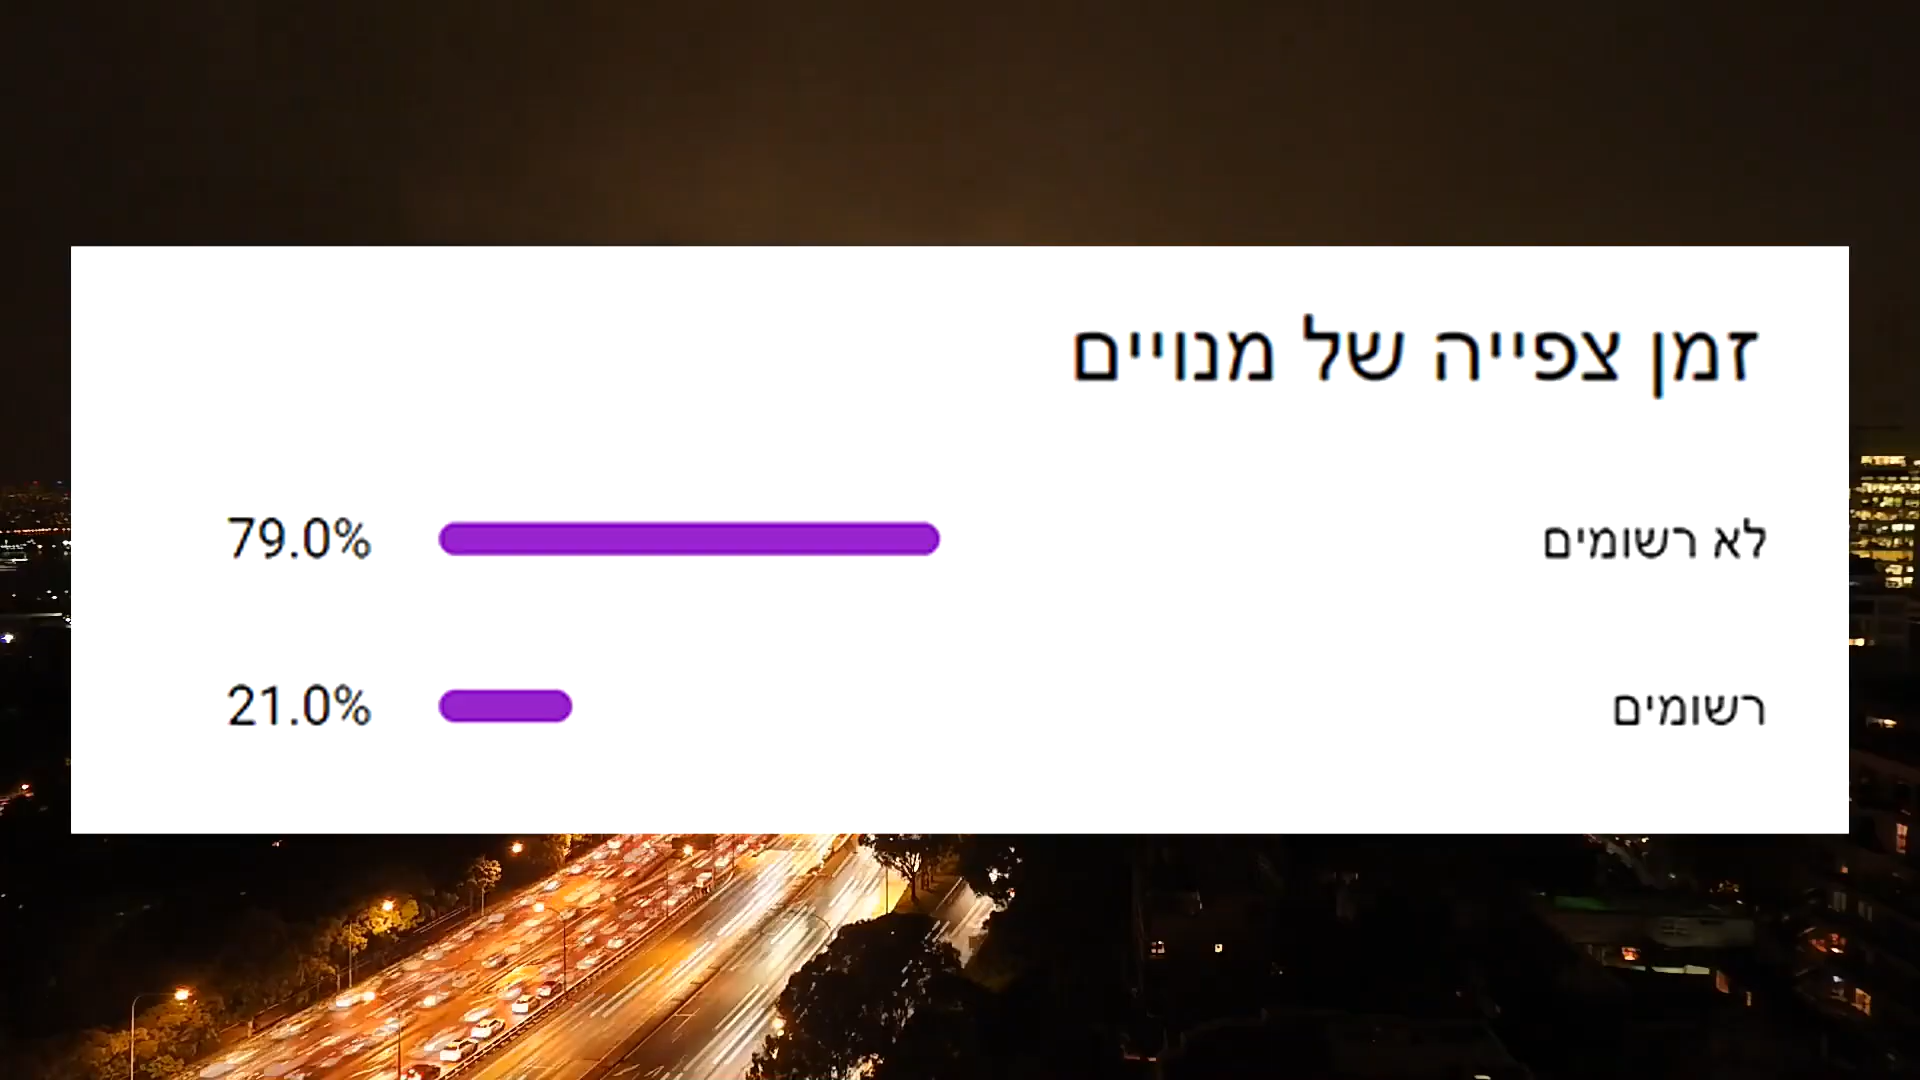 זמן צפייה של מנויים
לא רשומים 79.0%
רשומים 21.0%